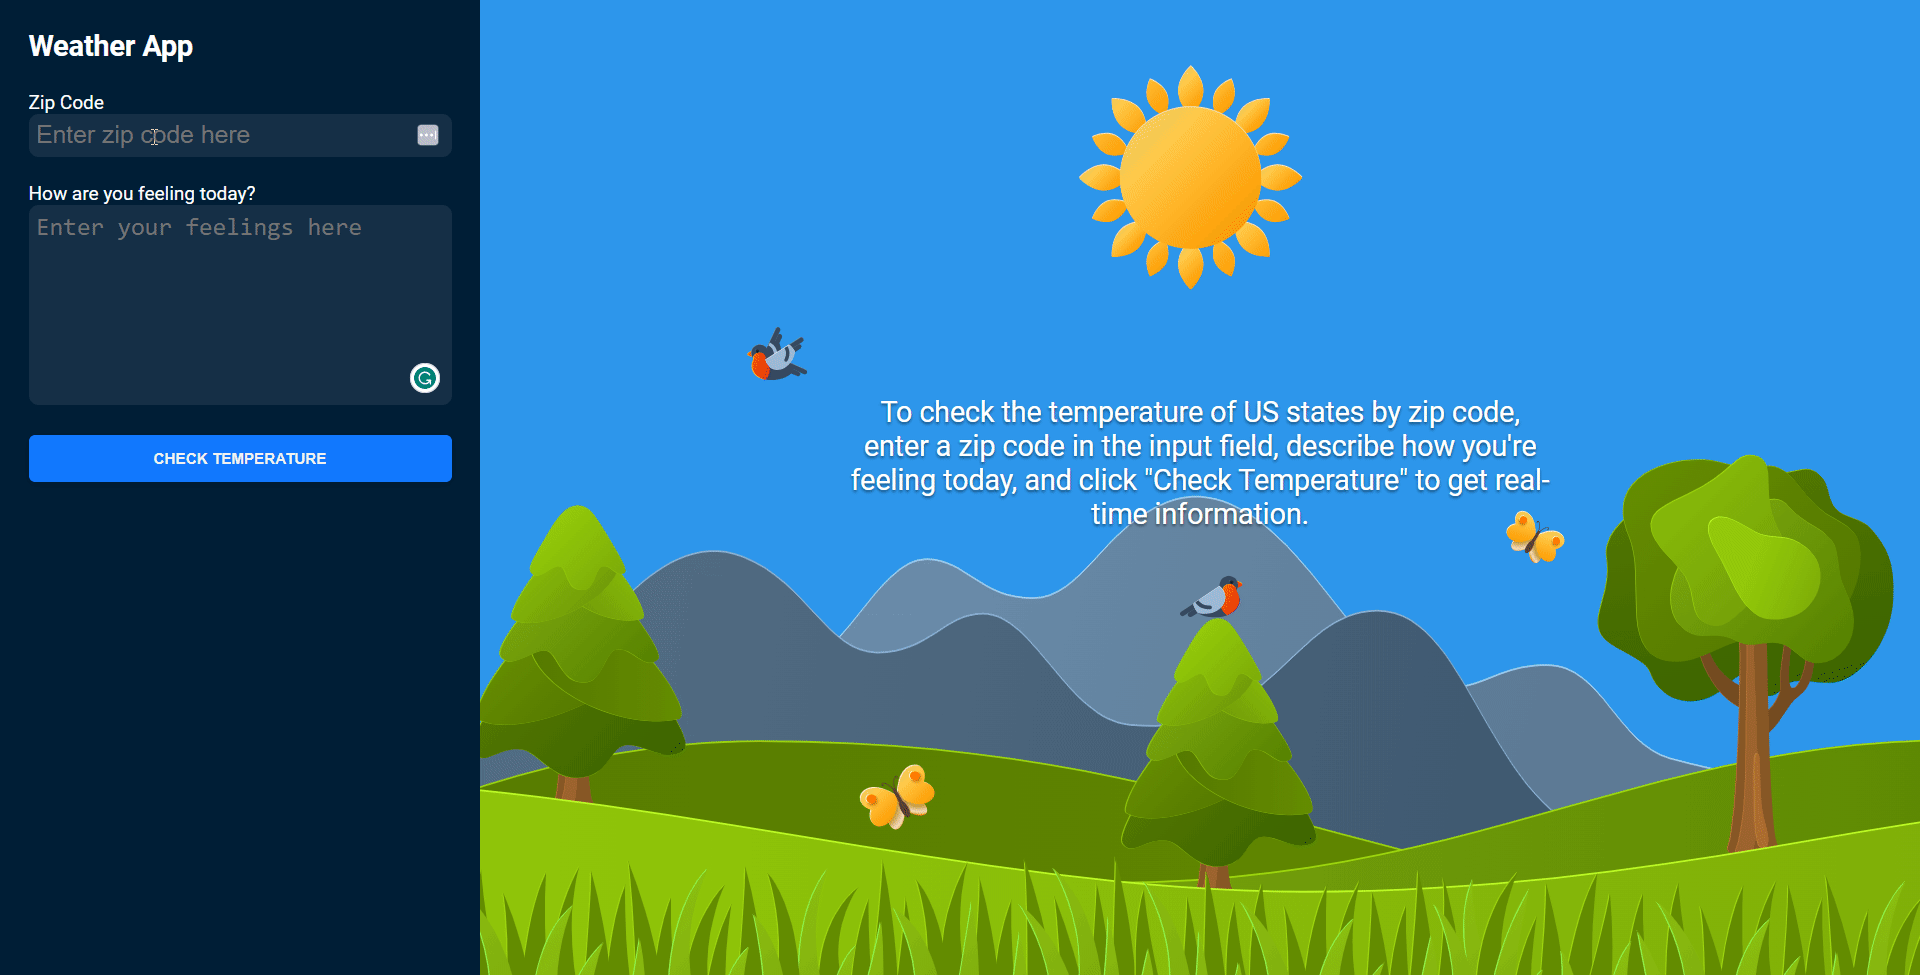 Weather App
Zip Code
Enter zip code here
How are you feeling today?
Enter your feelings here
CHECK TEMPERATURE
To check the temperature of US states by zip code,
enter a zip code in the input field, describe how you're
feeling today, and click "Check Temperature" to get real-
time information.